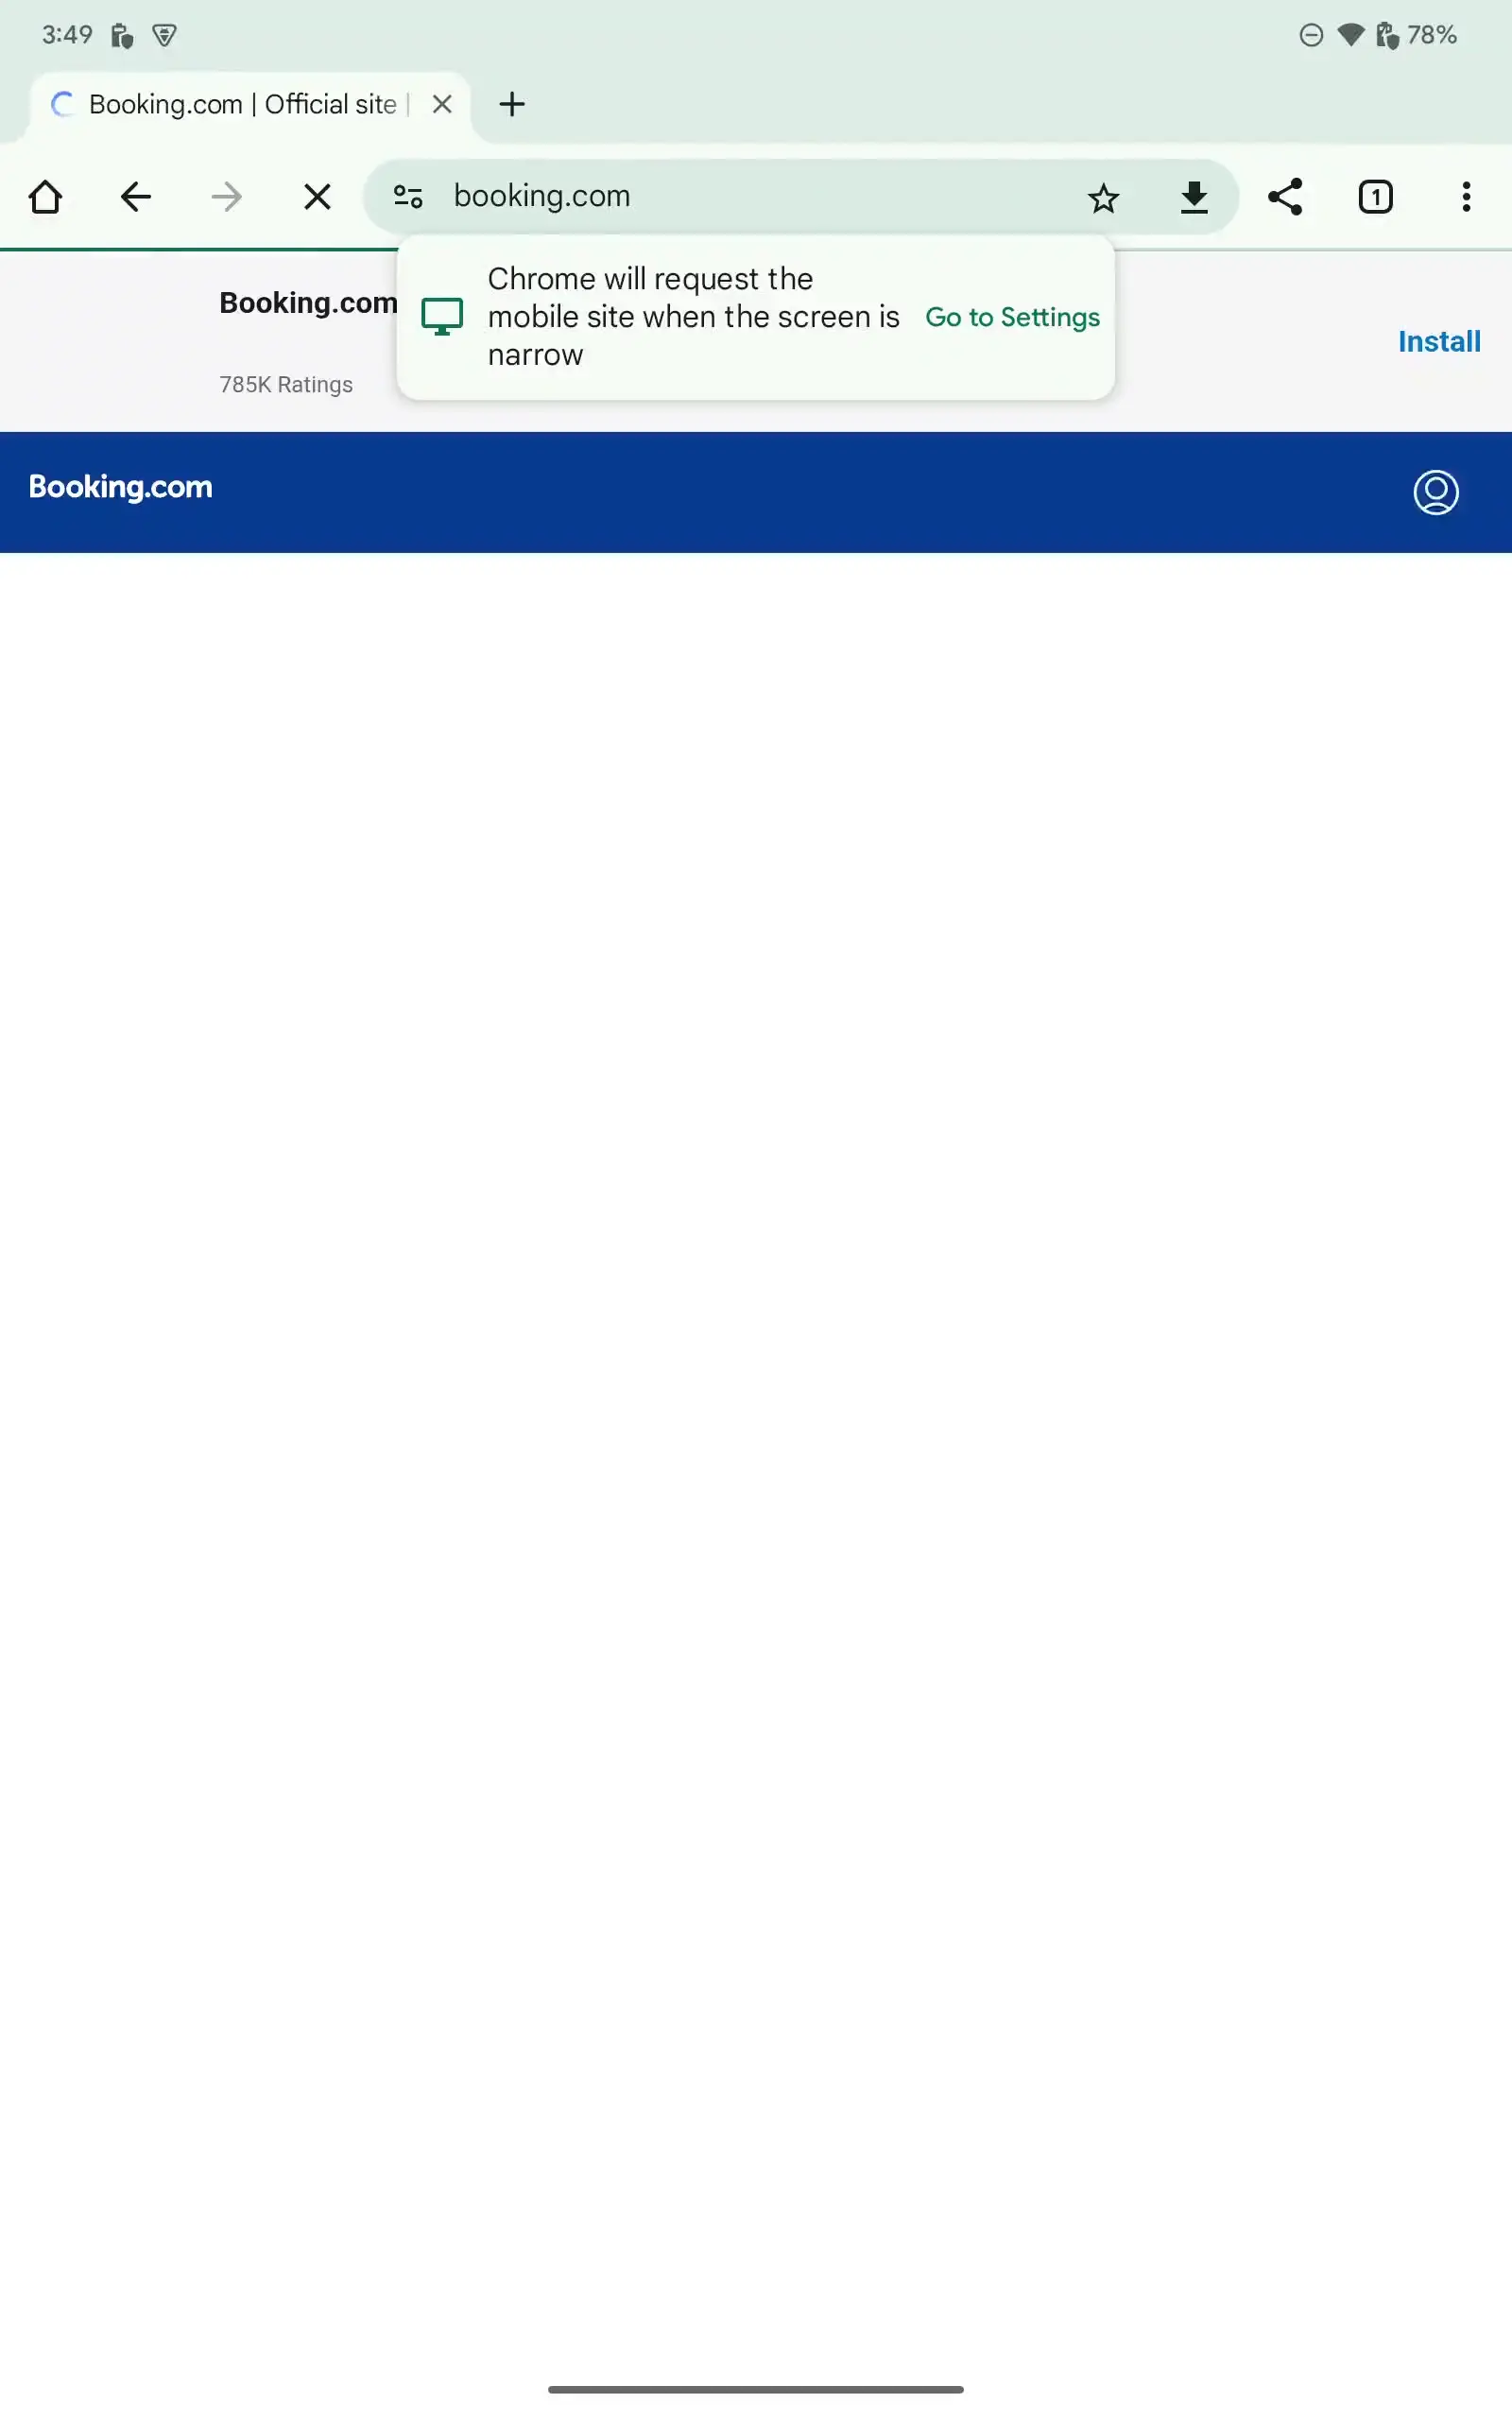 3:49
78%
Booking.com | Official site |
booking.com
1
Chrome will request the
mobile site when the screen is
narrow
Go to Settings
Booking.com
785K Ratings
Install
Booking.com